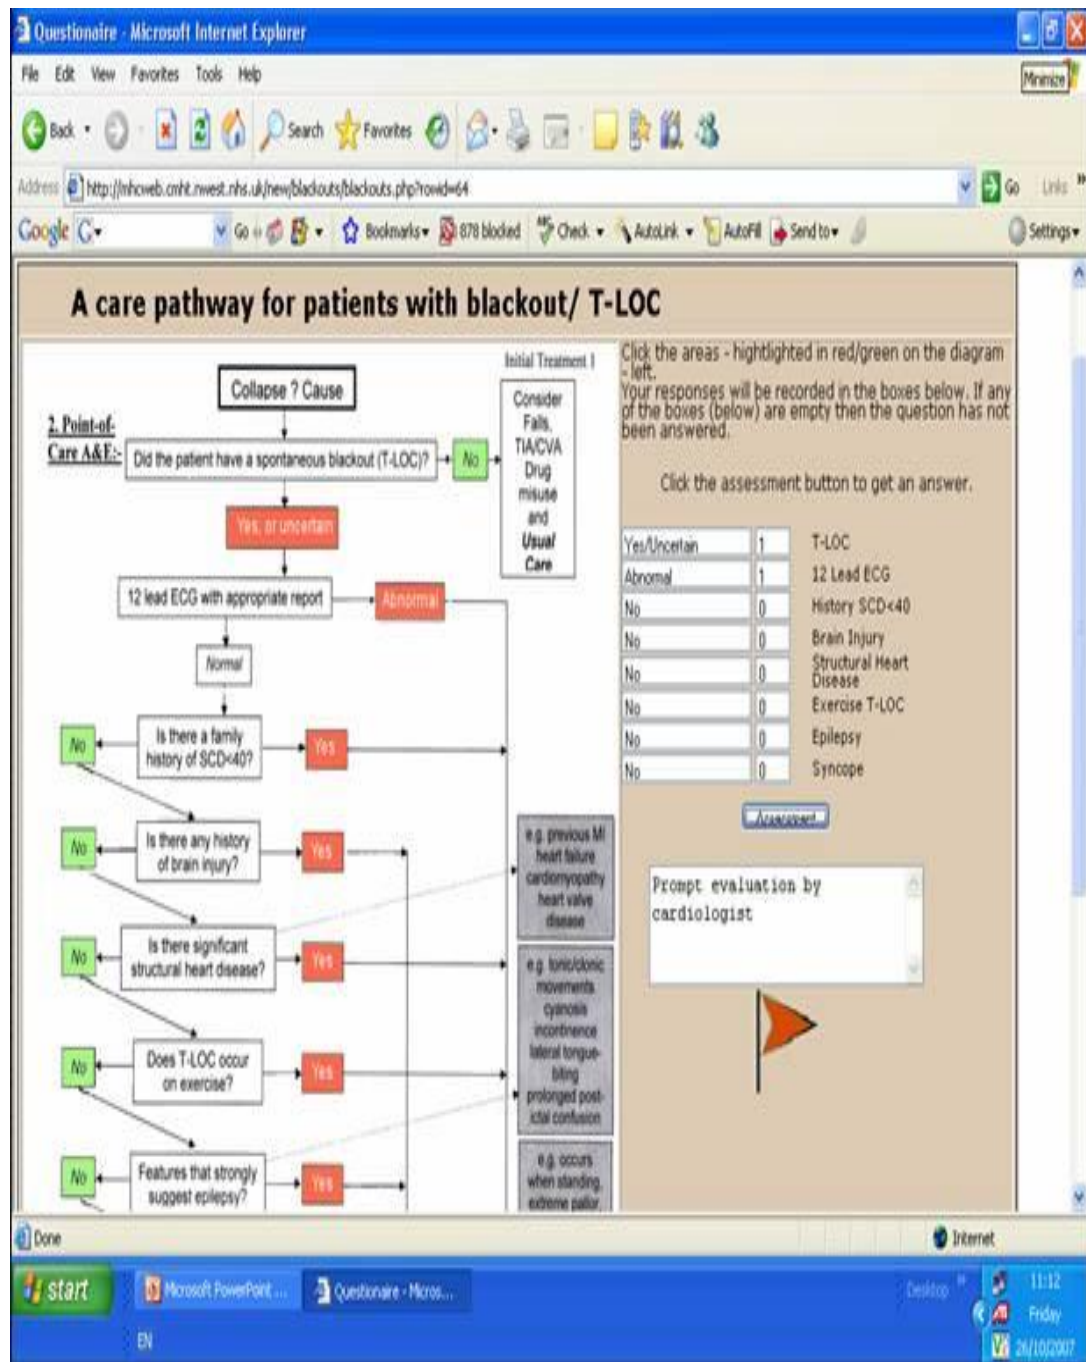 Questionaire - Microsoft Internet Explorer
File Edit View Favorites Tools Help
Minimize
Back Search Favorites
Address http://mhcweb.cmht.nwest.nhs.uk/new/blackouts/blackouts.php?rowid=64 Go Links »
Google G Go Bookmarks 878 blocked Check AutoLink AutoFill Send to Settings
A care pathway for patients with blackout/ T-LOC
Initial Treatment 1
Collapse ? Cause
2. Point-of-
Care A&E:-
Did the patient have a spontaneous blackout (T-LOC)?
No
Consider
Falls,
TIA/CVA
Drug
misuse
and
Usual
Care
Yes, or uncertain
12 lead ECG with appropriate report
Abnormal
Normal
No
Is there a family
history of SCD<40?
Yes
No
Is there any history
of brain injury?
Yes
e.g. previous MI
heart failure
cardiomyopathy
heart valve
disease
No
Is there significant
structural heart disease?
Yes
e.g. tonic/clonic
movements
cyanosis
incontinence
lateral tongue-
biting
prolonged post-
ictal confusion
No
Does T-LOC occur
on exercise?
Yes
No
Features that strongly
suggest epilepsy?
Yes
e.g. occurs
when standing,
extreme pallor,
Click the areas - hightlighted in red/green on the diagram
- left.
Your responses will be recorded in the boxes below. If any
of the boxes (below) are empty then the question has not
been answered.
Click the assessment button to get an answer.
Yes/Uncertain 1 T-LOC
Abnormal 1 12 Lead ECG
No 0 History SCD<40
No 0 Brain Injury
No 0 Structural Heart
Disease
No 0 Exercise T-LOC
No 0 Epilepsy
No 0 Syncope
Assessment
Prompt evaluation by
cardiologist
Done Internet
start Microsoft PowerPoint ... Questionaire - Micros... Desktop » 11:12
Friday
EN 26/10/2007